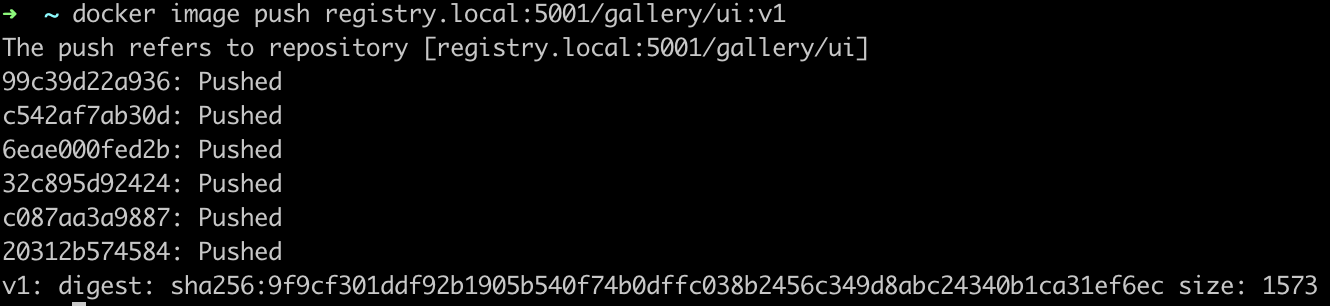 ➜ ~ docker image push registry.local:5001/gallery/ui:v1
The push refers to repository [registry.local:5001/gallery/ui]
99c39d22a936: Pushed
c542af7ab30d: Pushed
6eae000fed2b: Pushed
32c895d92424: Pushed
c087aa3a9887: Pushed
20312b574584: Pushed
v1: digest: sha256:9f9cf301ddf92b1905b540f74b0dffc038b2456c349d8abc24340b1ca31ef6ec size: 1573